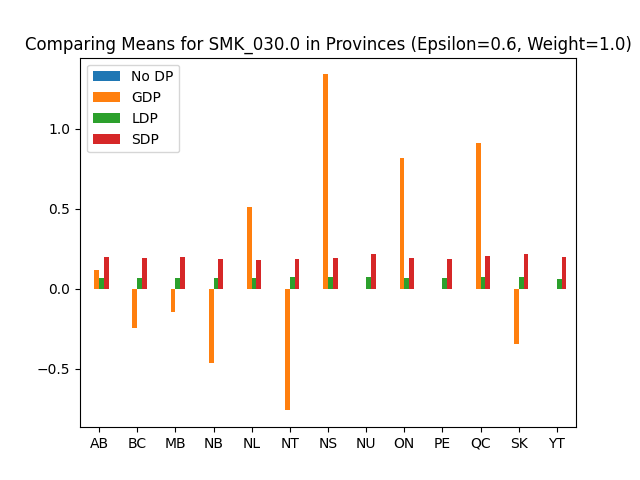 Comparing Means for SMK_030.0 in Provinces (Epsilon=0.6, Weight=1.0)
No DP
GDP
LDP
SDP
1.0
0.5
0.0
−0.5
AB BC MB NB NL NT NS NU ON PE QC SK YT